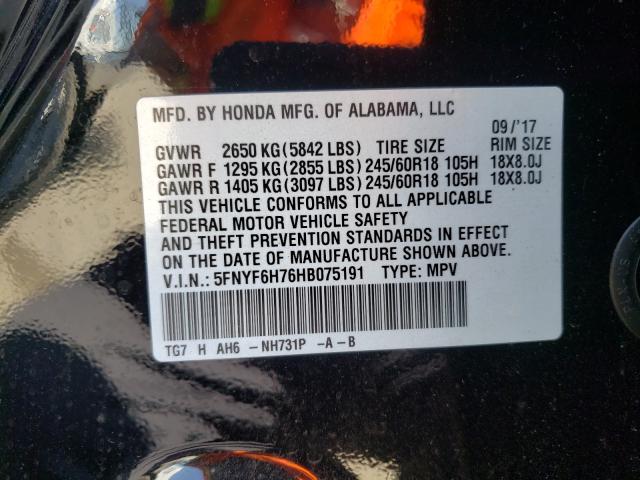 MFD. BY HONDA MFG. OF ALABAMA, LLC
09/'17
GVWR 2650 KG(5842 LBS) TIRE SIZE RIM SIZE
GAWR F 1295 KG(2855 LBS) 245/60R18 105H 18X8.0J
GAWR R 1405 KG(3097 LBS) 245/60R18 105H 18X8.0J
THIS VEHICLE CONFORMS TO ALL APPLICABLE
FEDERAL MOTOR VEHICLE SAFETY
AND THEFT PREVENTION STANDARDS IN EFFECT
ON THE DATE OF MANUFACTURE SHOWN ABOVE.
V.I.N.: 5FNYF6H76HB075191 TYPE: MPV
TG7 H AH6 -NH731P -A-B